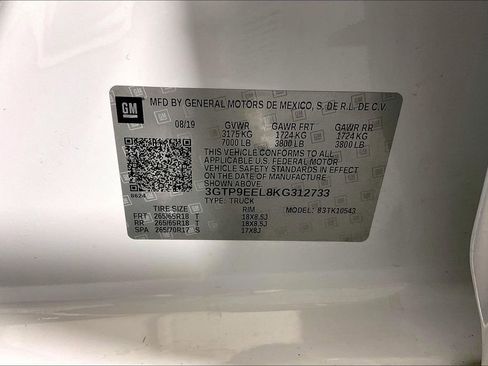 GM
MFD BY GENERAL MOTORS DE MEXICO, S, DE R.L. DE C.V.
08/19 GVWR GAWR FRT GAWR RR
3175 KG 1724 KG 1724 KG
7000 LB 3800 LB 3800 LB
THIS VEHICLE CONFORMS TO ALL
APPLICABLE U.S. FEDERAL MOTOR
VEHICLE SAFETY STANDARDS IN EFFECT
ON THE DATE OF MANUFACTURE SHOWN ABOVE.
3GTP9EEL8KG312733
8624
TYPE: TRUCK
TIRE SIZE RIM MODEL: 83TK10543
FRT 265/65R18 T 18X8.5J
RR 265/65R18 T 18X8.5J
SPA 265/70R17 S 17X8J